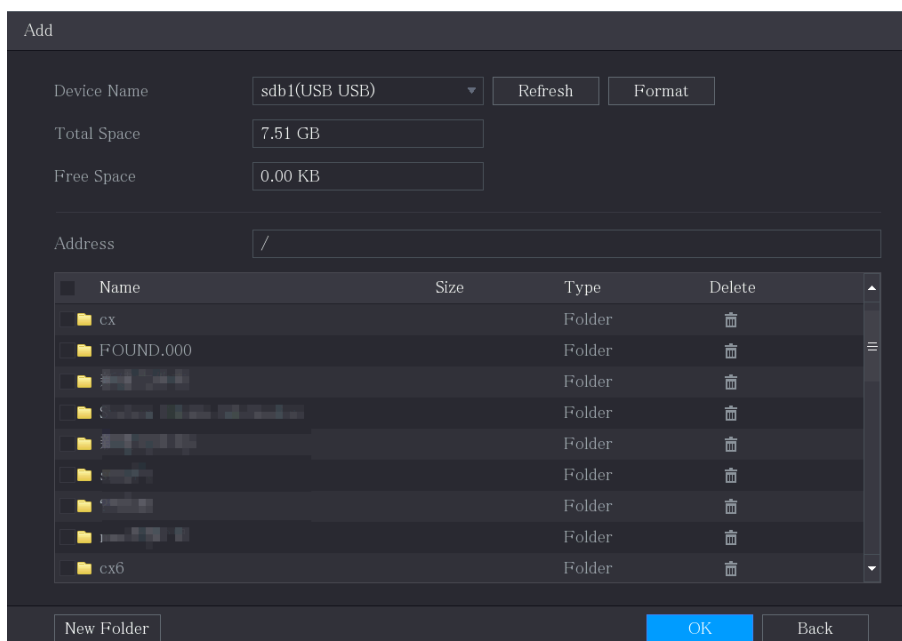 Add
Device Name sdb1(USB USB) Refresh Format
Total Space 7.51 GB
Free Space 0.00 KB
Address /
Name Size Type Delete
cx Folder
FOUND.000 Folder
Folder
Folder
Folder
Folder
Folder
Folder
cx6 Folder
New Folder OK Back